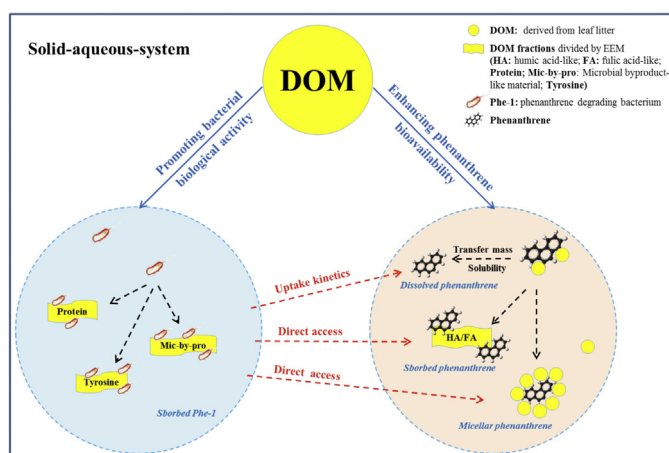 Solid-aqueous-system
DOM
DOM: derived from leaf litter
DOM fractions divided by EEM
(HA: humic acid-like; FA: fulic acid-like;
Protein; Mic-by-pro: Microbial byproduct-
like material; Tyrosine)
Phe-1: phenanthrene degrading bacterium
Phenanthrene
Promoting bacterial
biological activity
Enhancing phenanthrene
bioavailability
Protein
Mic-by-pro
Tyrosine
Sborbed Phe-1
Uptake kinetics
Direct access
Direct access
Transfer mass
Solubility
Dissolved phenanthrene
HA/FA
Sborbed phenanthrene
Micellar phenanthrene